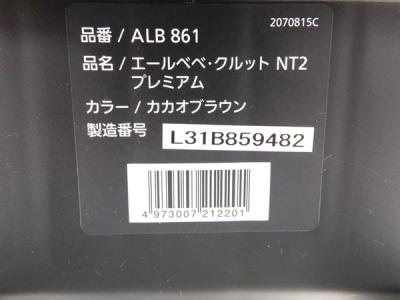 2070815C
品番 / ALB 861
品名 / エールベベ･クルット NT2
プレミアム
カラー / カカオブラウン
製造番号 L31B859482
4 973007 212201